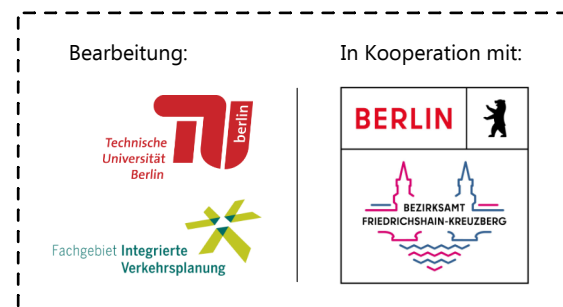 Bearbeitung:
Technische
Universität
Berlin
berlin
Fachgebiet Integrierte
Verkehrsplanung
In Kooperation mit:
BERLIN
BEZIRKSAMT
FRIEDRICHSHAIN-KREUZBERG